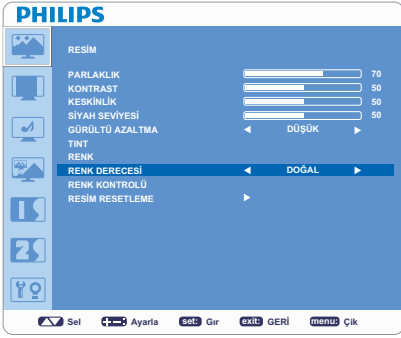 PHILIPS
RESİM
PARLAKLIK 70
KONTRAST 50
KESKİNLİK 50
SİYAH SEVİYESİ 50
GÜRÜLTÜ AZALTMA DÜŞÜK
TINT
RENK
RENK DERECESİ DOĞAL
RENK KONTROLÜ
RESİM RESETLEME
Sel Ayarla set: Gır exit: GERİ menu: Çik